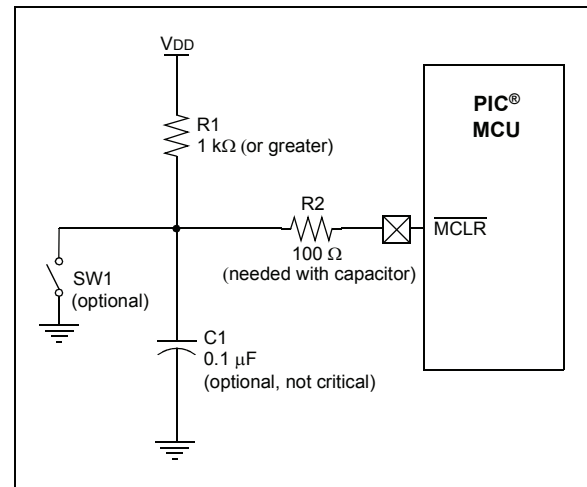 VDD
R1
1 kΩ (or greater)
PIC®
MCU
R2
MCLR
100 Ω
(needed with capacitor)
SW1
(optional)
C1
0.1 μF
(optional, not critical)